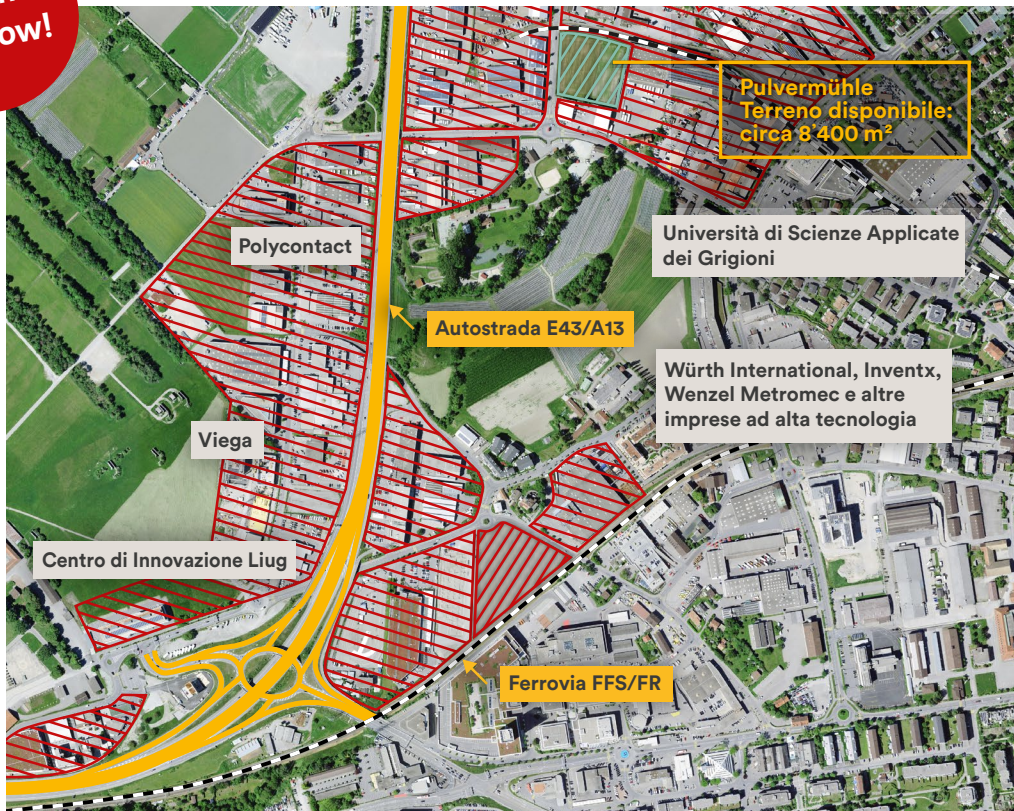 ow!
Pulvermühle
Terreno disponibile:
circa 8'400 m²
Università di Scienze Applicate
dei Grigioni
Polycontact
Autostrada E43/A13
Würth International, Inventx,
Wenzel Metromec e altre
imprese ad alta tecnologia
Viega
Centro di Innovazione Liug
Ferrovia FFS/FR